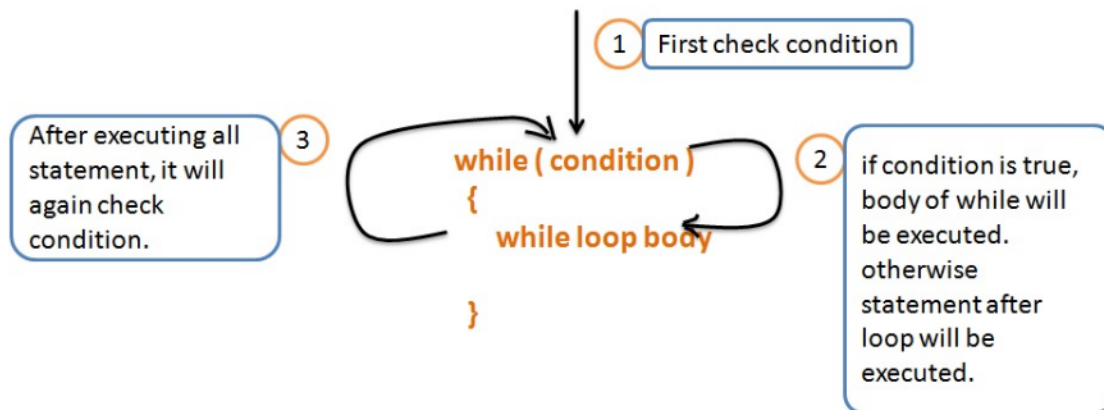 1
First check condition
After executing all
statement, it will
again check
condition.
3
while ( condition )
{
while loop body
}
2
if condition is true,
body of while will
be executed.
otherwise
statement after
loop will be
executed.